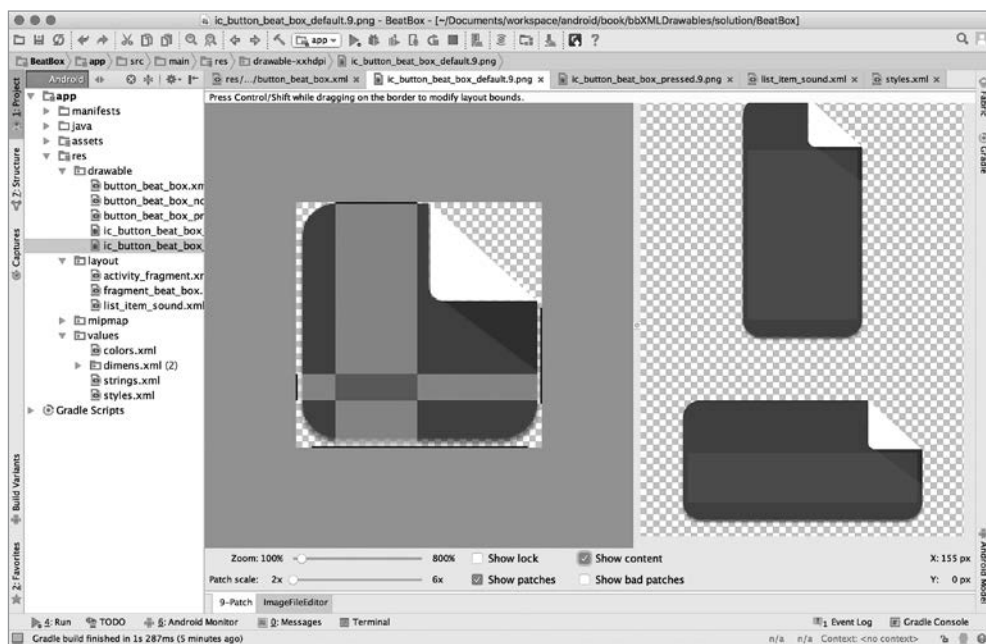 ic_button_beat_box_default.9.png - BeatBox - [~/Documents/workspace/android/book/bbXMLDrawables/solution/BeatBox]
app
BeatBox app src main res drawable-xxhdpi ic_button_beat_box_default.9.png
Android
res/.../button_beat_box.xml
ic_button_beat_box_default.9.png
ic_button_beat_box_pressed.9.png
list_item_sound.xml
styles.xml
Press Control/Shift while dragging on the border to modify layout bounds.
1: Project
Z: Structure
Captures
Build Variants
2: Favorites
app
manifests
java
assets
res
drawable
button_beat_box.xm
button_beat_box_no
button_beat_box_pr
ic_button_beat_box_
ic_button_beat_box_
layout
activity_fragment.xm
fragment_beat_box.
list_item_sound.xml
mipmap
values
colors.xml
dimens.xml (2)
strings.xml
styles.xml
Gradle Scripts
Fabric
Gradle
Android Model
Zoom: 100% 800% Show lock Show content X: 155 px
Patch scale: 2x 6x Show patches Show bad patches Y: 0 px
9-Patch ImageFileEditor
4: Run TODO 6: Android Monitor 0: Messages Terminal 1 Event Log Gradle Console
Gradle build finished in 1s 287ms (5 minutes ago) n/a n/a Context: <no context>